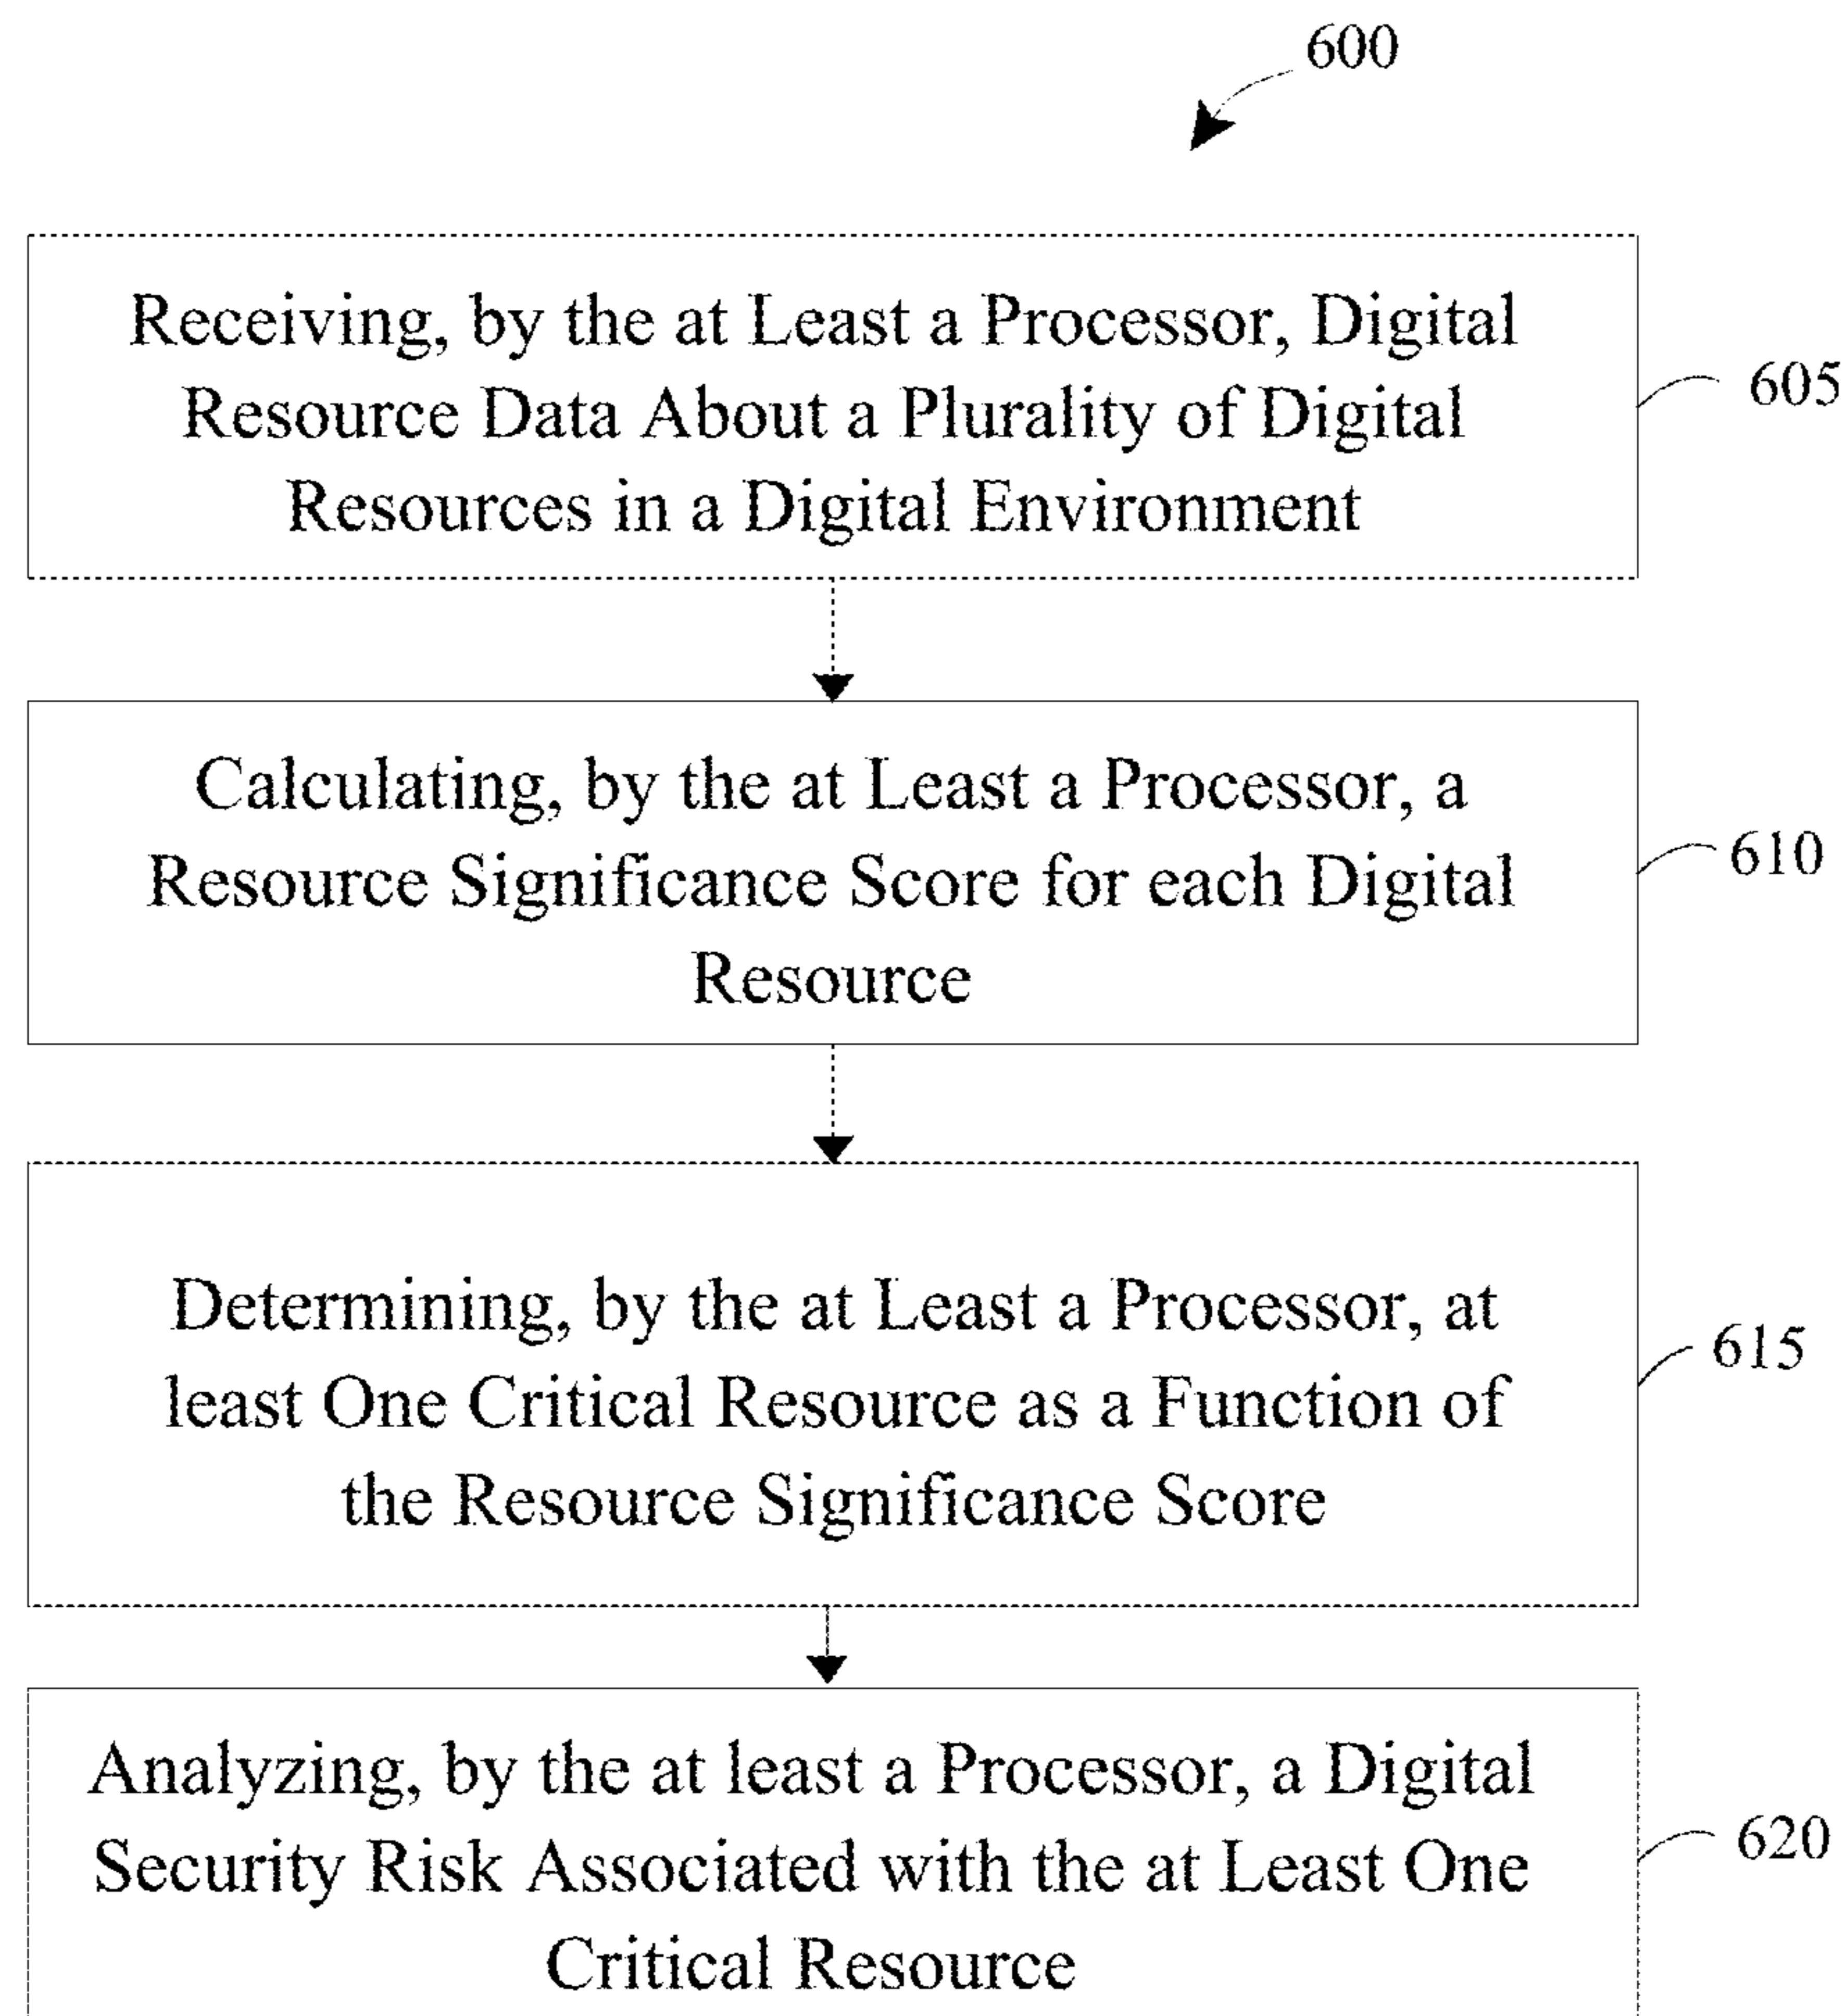 600
Receiving, by the at Least a Processor, Digital
Resource Data About a Plurality of Digital
Resources in a Digital Environment
605
Calculating, by the at Least a Processor, a
Resource Significance Score for each Digital
Resource
610
Determining, by the at Least a Processor, at
least One Critical Resource as a Function of
the Resource Significance Score
615
Analyzing, by the at least a Processor, a Digital
Security Risk Associated with the at Least One
Critical Resource
620